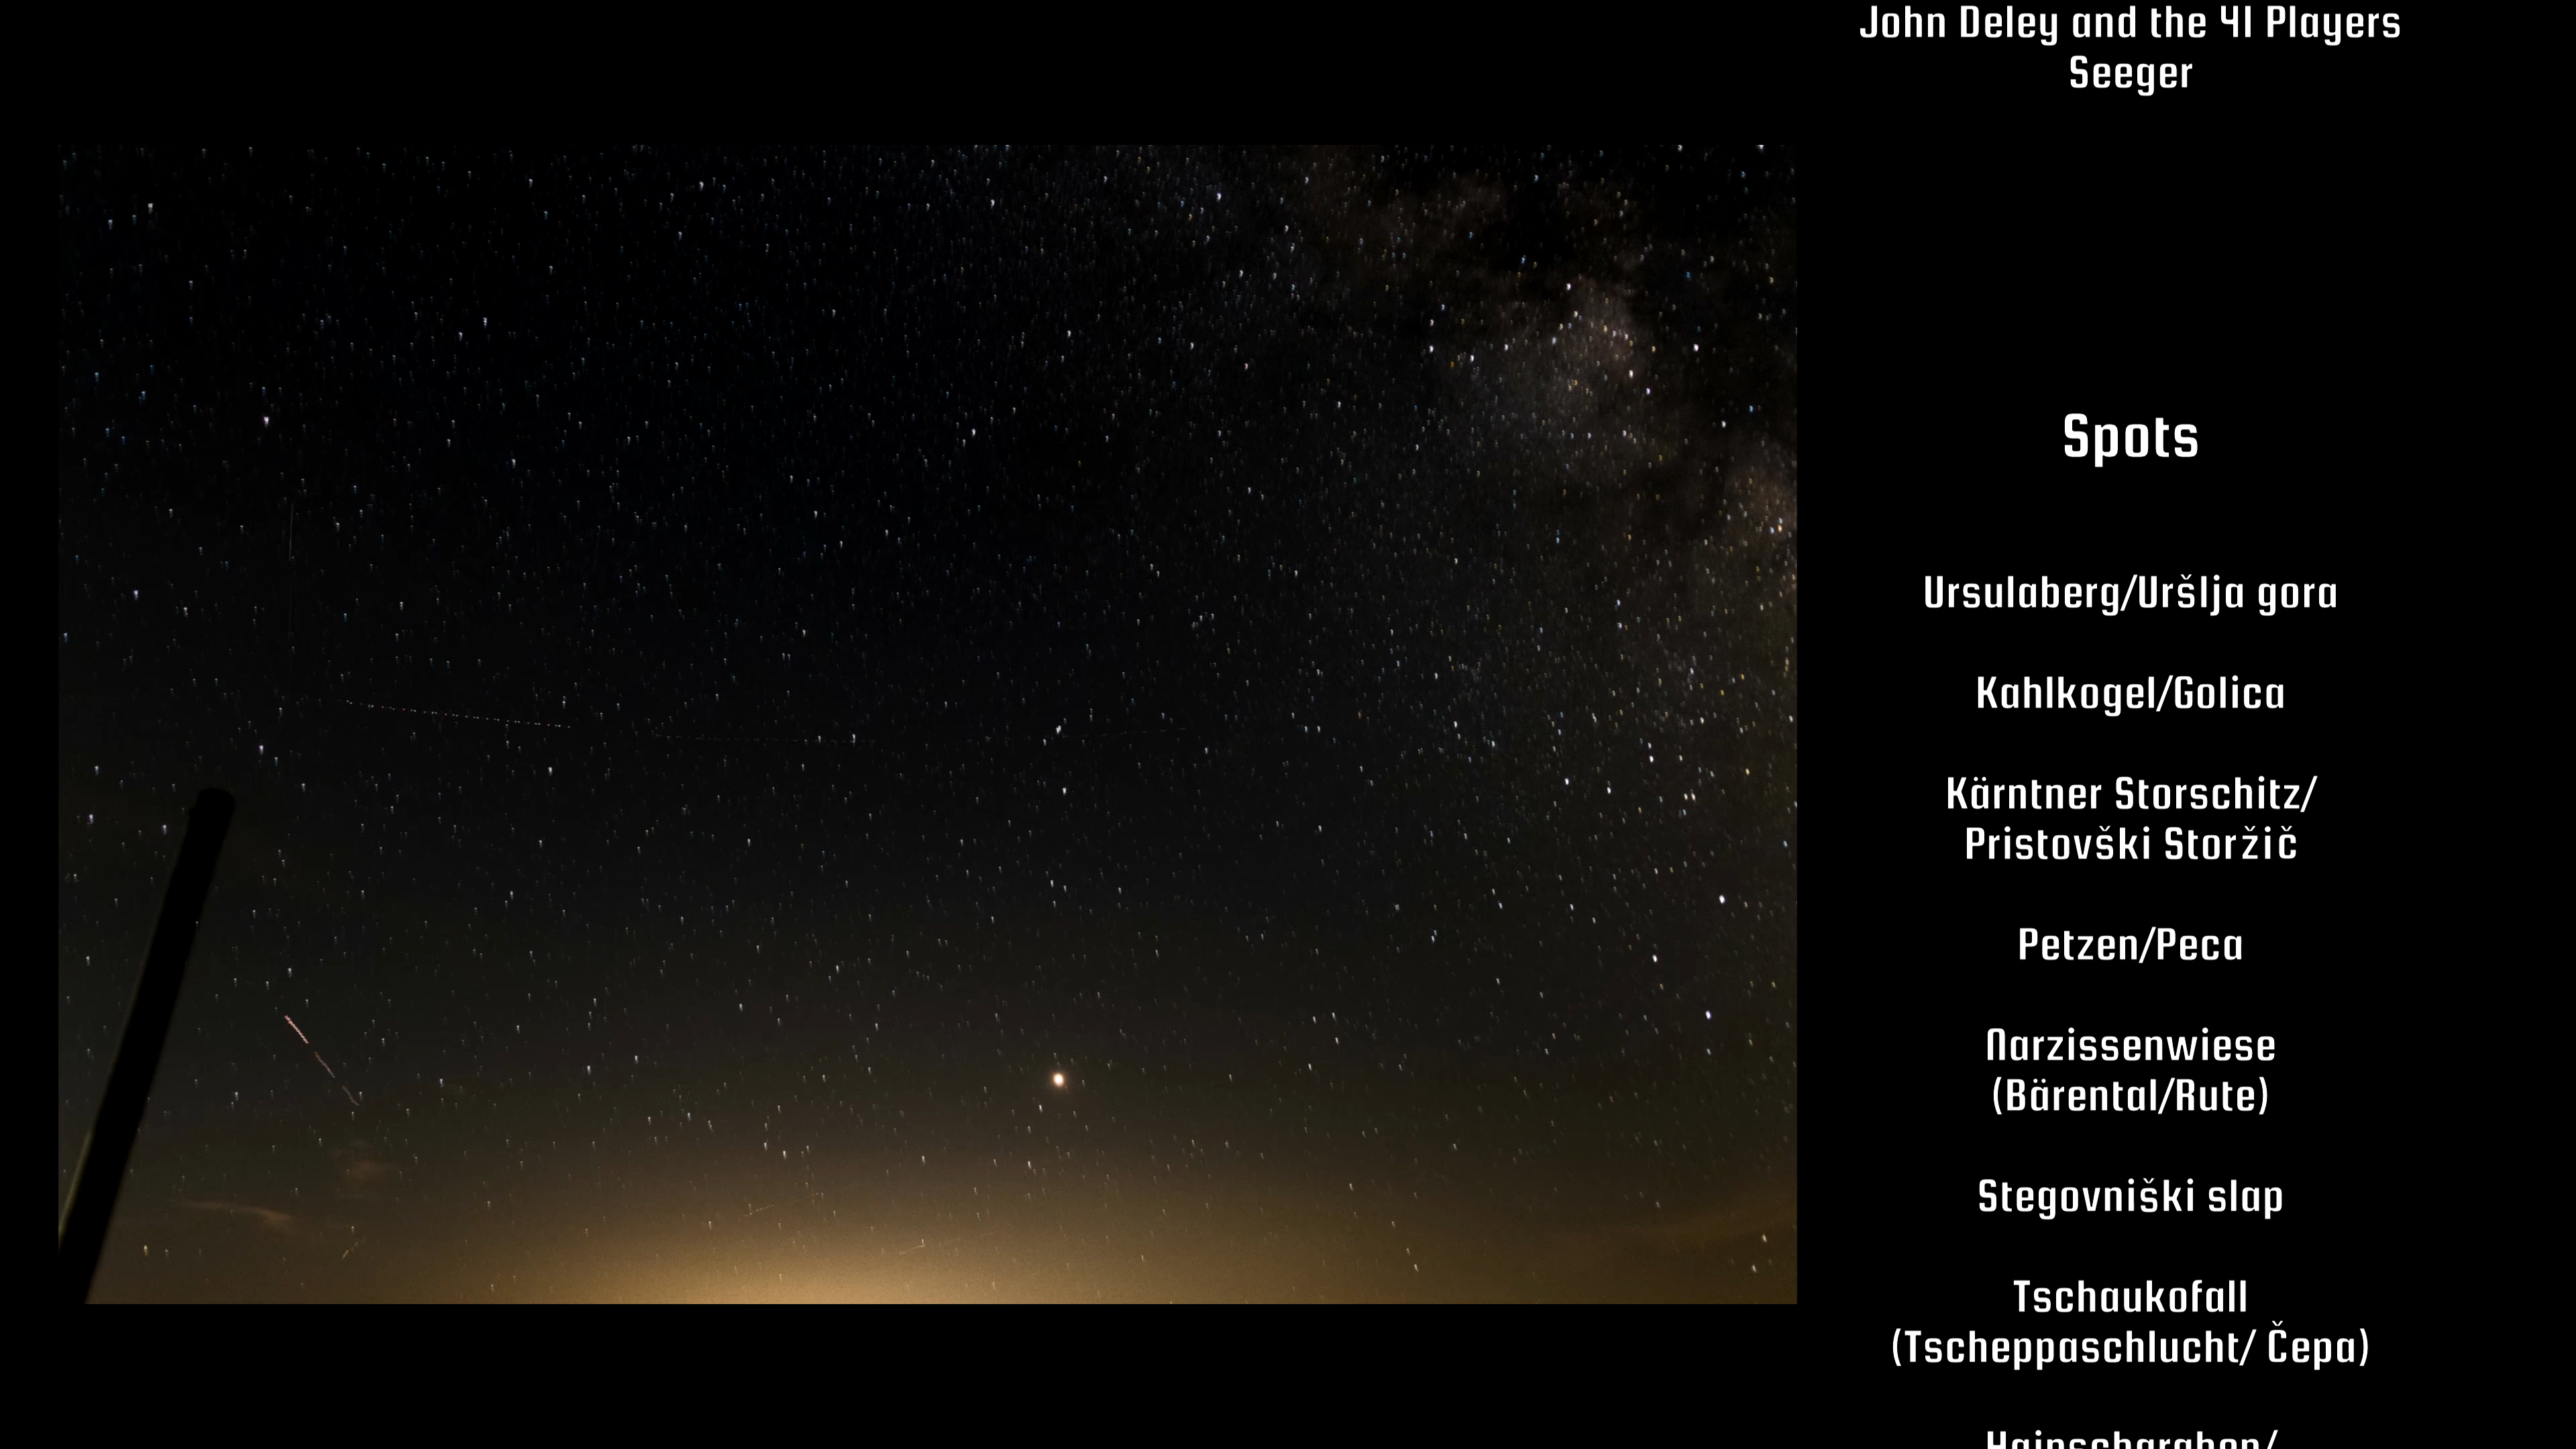 John Deley and the 41 Players
Seeger
Spots
Ursulaberg/Uršlja gora
Kahlkogel/Golica
Kärntner Storschitz/
Pristovški Storžič
Petzen/Peca
Narzissenwiese
(Bärental/Rute)
Stegovniški slap
Tschaukofall
(Tscheppaschlucht/ Čepa)